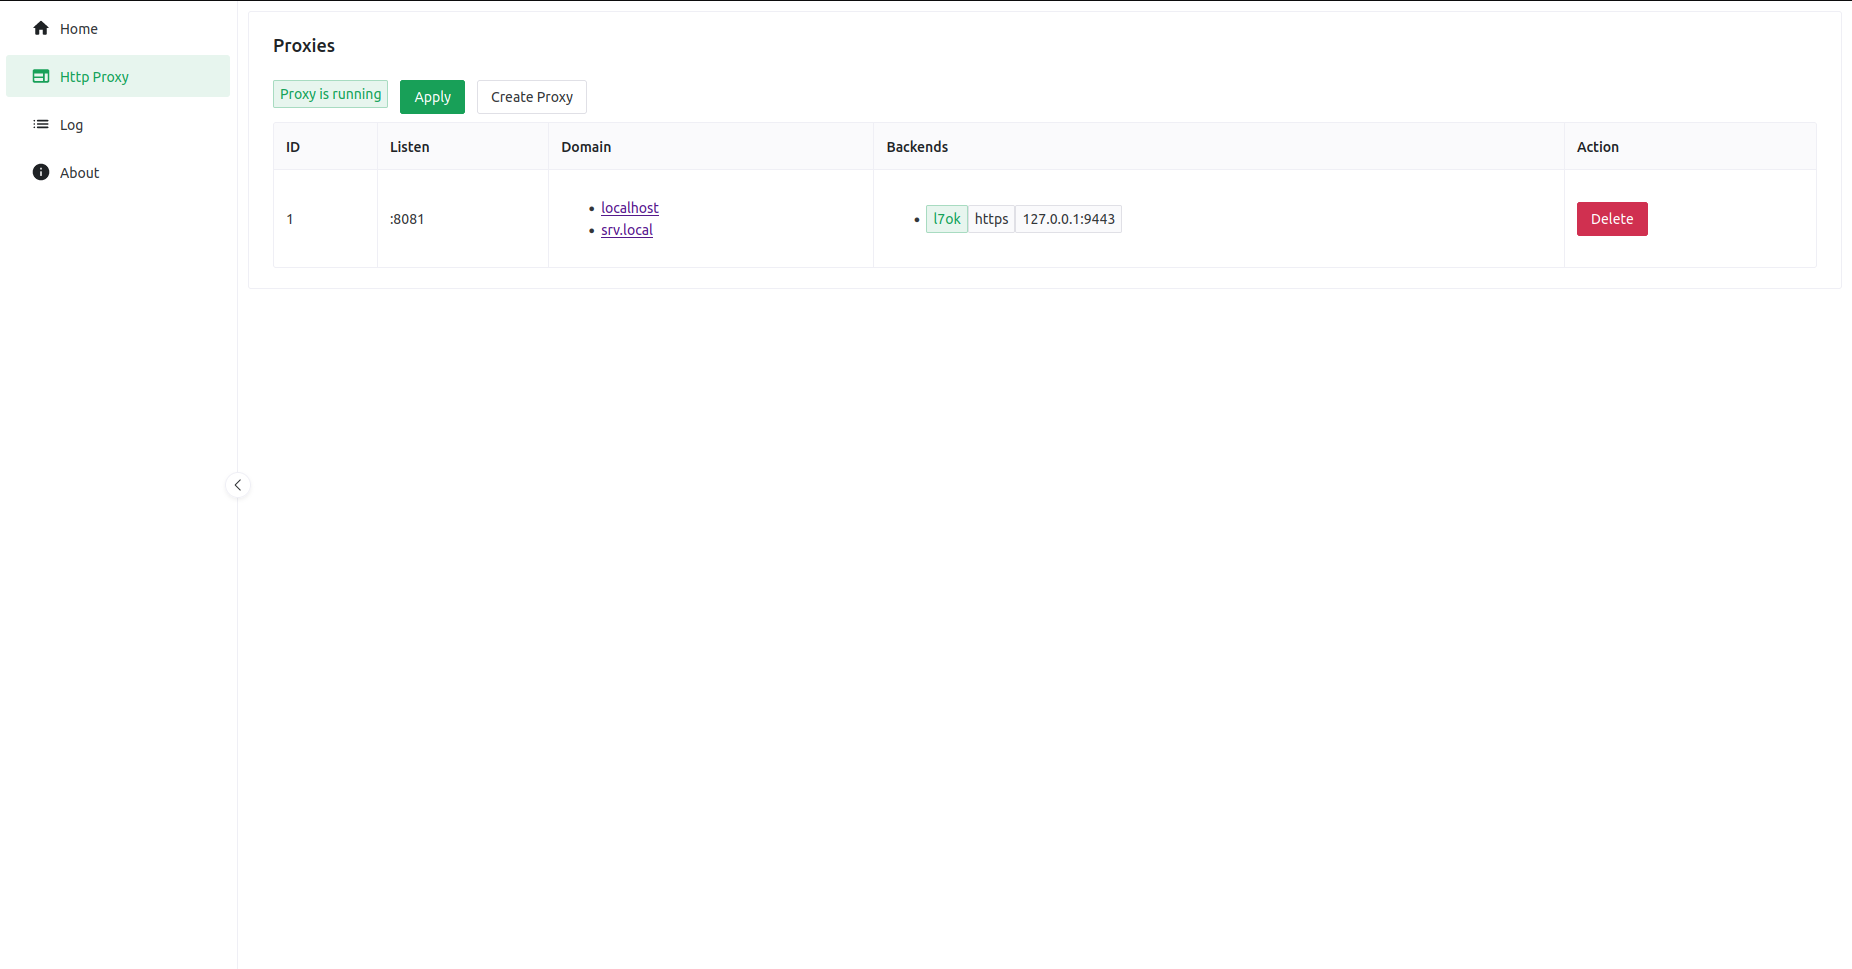 Home
Http Proxy
Log
About
Proxies
Proxy is running Apply Create Proxy
ID Listen Domain Backends Action
1 :8081 • localhost • l7ok https 127.0.0.1:9443 Delete
• srv.local